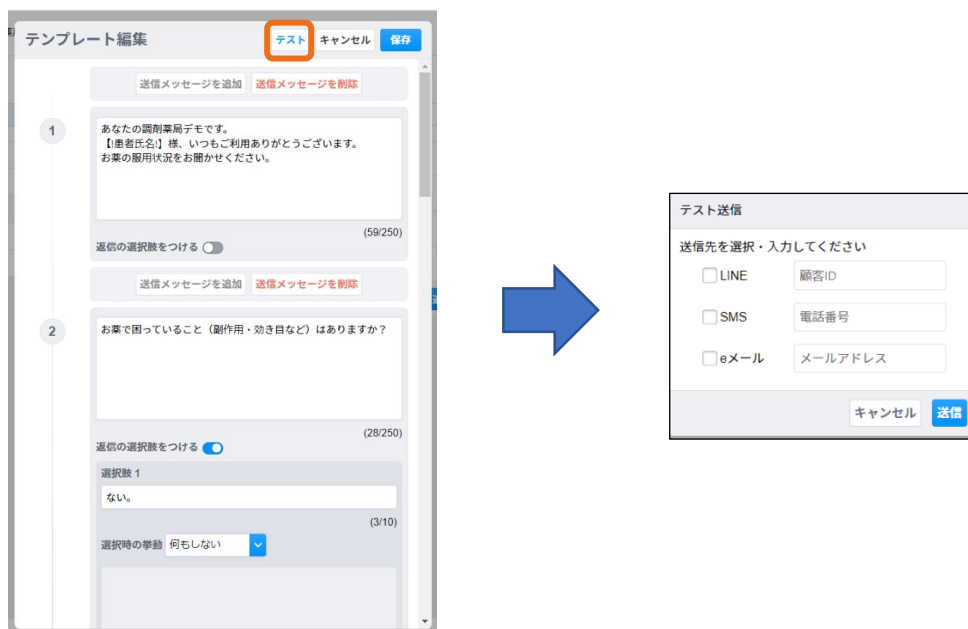 テンプレート編集
テスト
キャンセル
保存
送信メッセージを追加 送信メッセージを削除
1
あなたの調剤薬局デモです。
【!患者氏名!】様、いつもご利用ありがとうございます。
お薬の服用状況をお聞かせください。
(59/250)
返信の選択肢をつける
送信メッセージを追加 送信メッセージを削除
2
お薬で困っていること（副作用・効き目など）はありますか？
(28/250)
返信の選択肢をつける
選択肢 1
ない。
(3/10)
選択時の挙動 何もしない
テスト送信
送信先を選択・入力してください
LINE 顧客ID
SMS 電話番号
eメール メールアドレス
キャンセル 送信